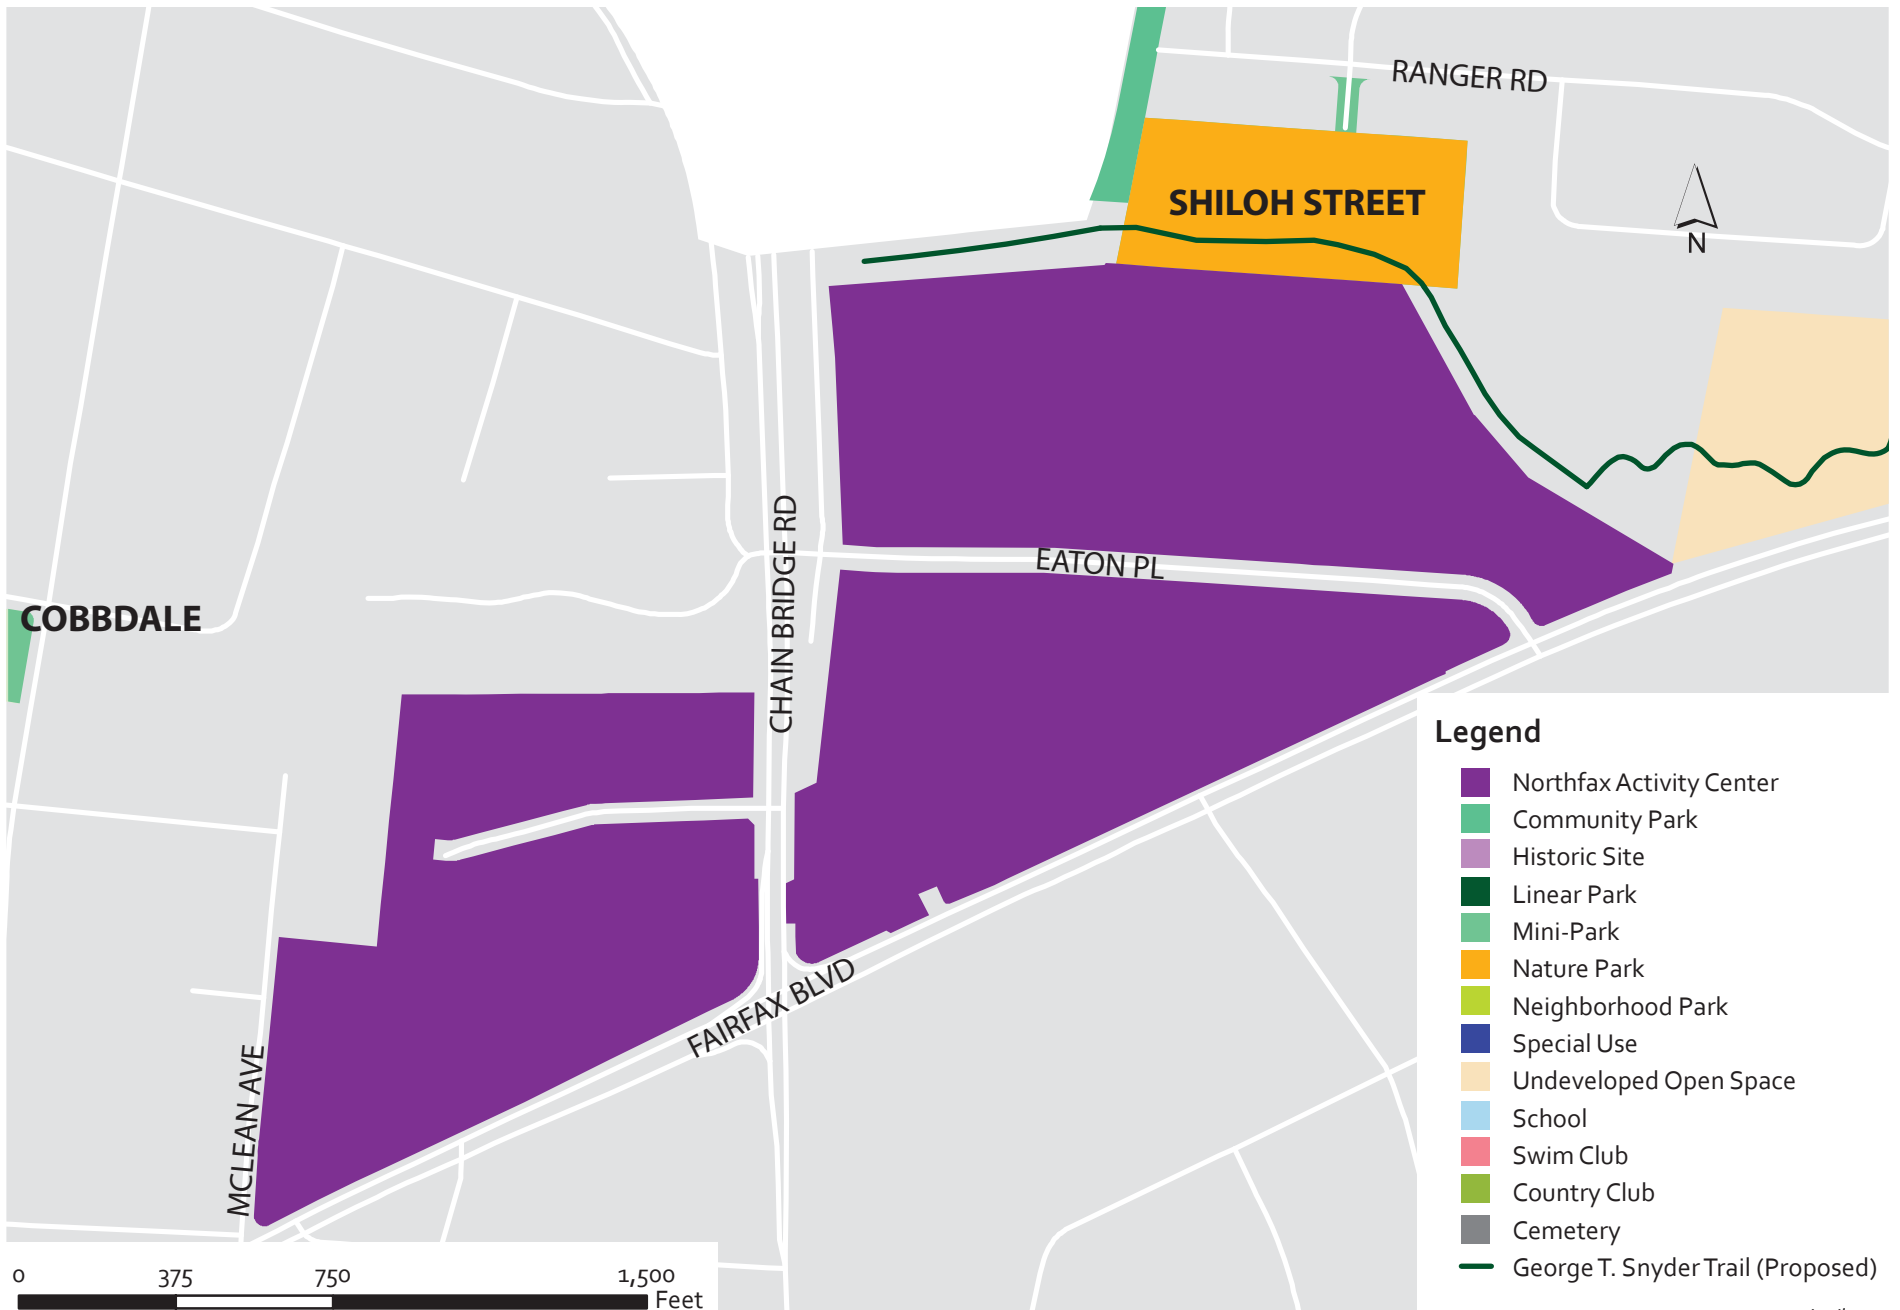 RANGER RD
SHILOH STREET
N
EATON PL
CHAIN BRIDGE RD
COBBDALE
FAIRFAX BLVD
MCLEAN AVE
Legend
Northfax Activity Center
Community Park
Historic Site
Linear Park
Mini-Park
Nature Park
Neighborhood Park
Special Use
Undeveloped Open Space
School
Swim Club
Country Club
Cemetery
George T. Snyder Trail (Proposed)
0 375 750 1,500
Feet